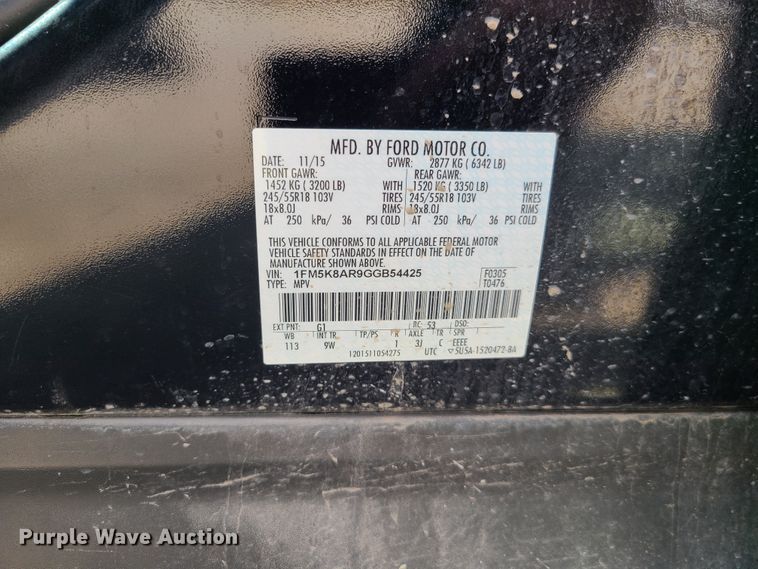 MFD. BY FORD MOTOR CO.
DATE: 11/15 GVWR: 2877 KG ( 6342 LB)
FRONT GAWR: REAR GAWR:
1452 KG ( 3200 LB) WITH 1520 KG ( 3350 LB) WITH
245/55R18 103V TIRES 245/55R18 103V TIRES
18x8.0J RIMS 18x8.0J RIMS
AT 250 kPa/ 36 PSI COLD AT 250 kPa/ 36 PSI COLD
THIS VEHICLE CONFORMS TO ALL APPLICABLE FEDERAL MOTOR
VEHICLE SAFETY STANDARDS IN EFFECT ON THE DATE OF
MANUFACTURE SHOWN ABOVE.
VIN: 1FM5K8AR9GGB54425 F0305
TYPE: MPV T0476
EXT PNT: G1 RC: 53 DSO:
WB INT TR TP/PS R AXLE TR SPR
113 9W 1 3J C EEEE
1201511054275 UTC ▽5U5A-1520472-BA
Purple Wave Auction